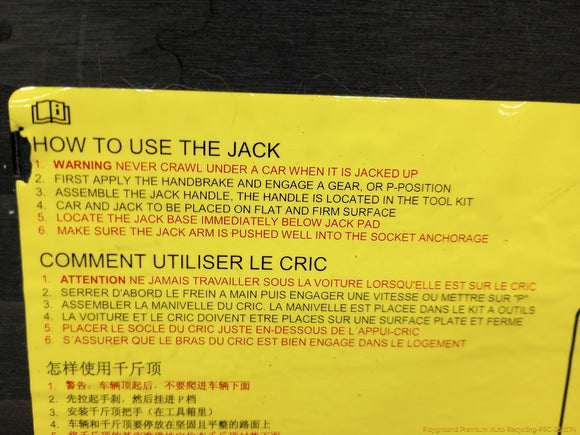 HOW TO USE THE JACK
1. WARNING NEVER CRAWL UNDER A CAR WHEN IT IS JACKED UP
2. FIRST APPLY THE HANDBRAKE AND ENGAGE A GEAR, OR P-POSITION
3. ASSEMBLE THE JACK HANDLE, THE HANDLE IS LOCATED IN THE TOOL KIT
4. CAR AND JACK TO BE PLACED ON FLAT AND FIRM SURFACE
5. LOCATE THE JACK BASE IMMEDIATELY BELOW JACK PAD
6. MAKE SURE THE JACK ARM IS PUSHED WELL INTO THE SOCKET ANCHORAGE
COMMENT UTILISER LE CRIC
1. ATTENTION NE JAMAIS TRAVAILLER SOUS LA VOITURE LORSQU'ELLE EST SUR LE CRIC
2. SERRER D'ABORD LE FREIN A MAIN PUIS ENGAGER UNE VITESSE OU METTRE SUR "P"
3. ASSEMBLER LA MANIVELLE DU CRIC. LA MANIVELLE EST PLACEE DANS LE KIT A OUTILS
4. LA VOITURE ET LE CRIC DOIVENT ETRE PLACES SUR UNE SURFACE PLATE ET FERME
5. PLACER LE SOCLE DU CRIC JUSTE EN-DESSOUS DE L'APPUI-CRIC
6. S'ASSURER QUE LE BRAS DU CRIC EST BIEN ENGAGE DANS LE LOGEMENT
怎样使用千斤顶
1. 警告: 车辆顶起后, 不要爬进车辆下面
2. 先拉起手刹, 然后挂进 P 档
3. 安装千斤顶把手 (在工具箱里)
4. 车辆和千斤顶要停放在坚固且平整的路面上
5.
Playground Premium Auto Recycling-PSC-